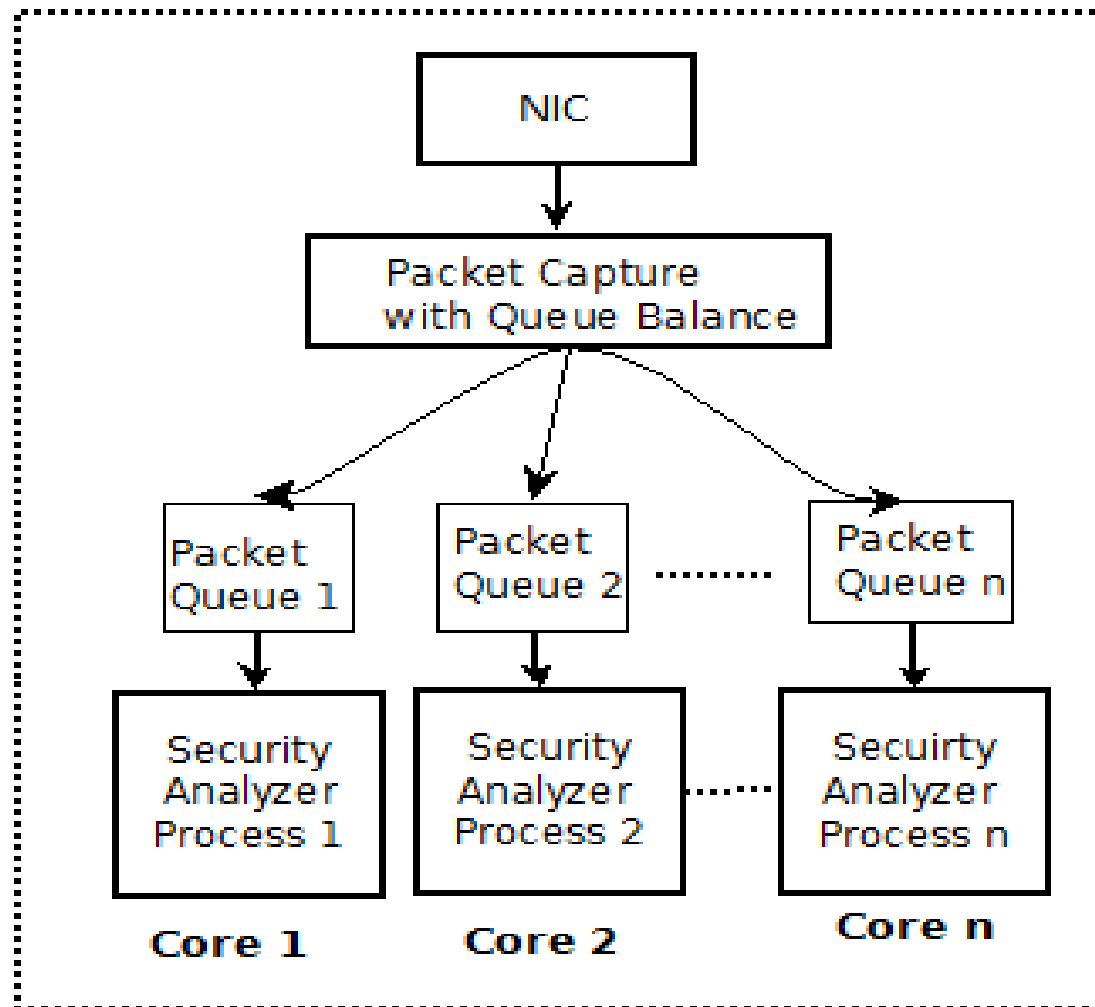 NIC
Packet Capture
with Queue Balance
Packet
Queue 1
Packet
Queue 2
Packet
Queue n
Security
Analyzer
Process 1
Security
Analyzer
Process 2
Secuirty
Analyzer
Process n
Core 1
Core 2
Core n